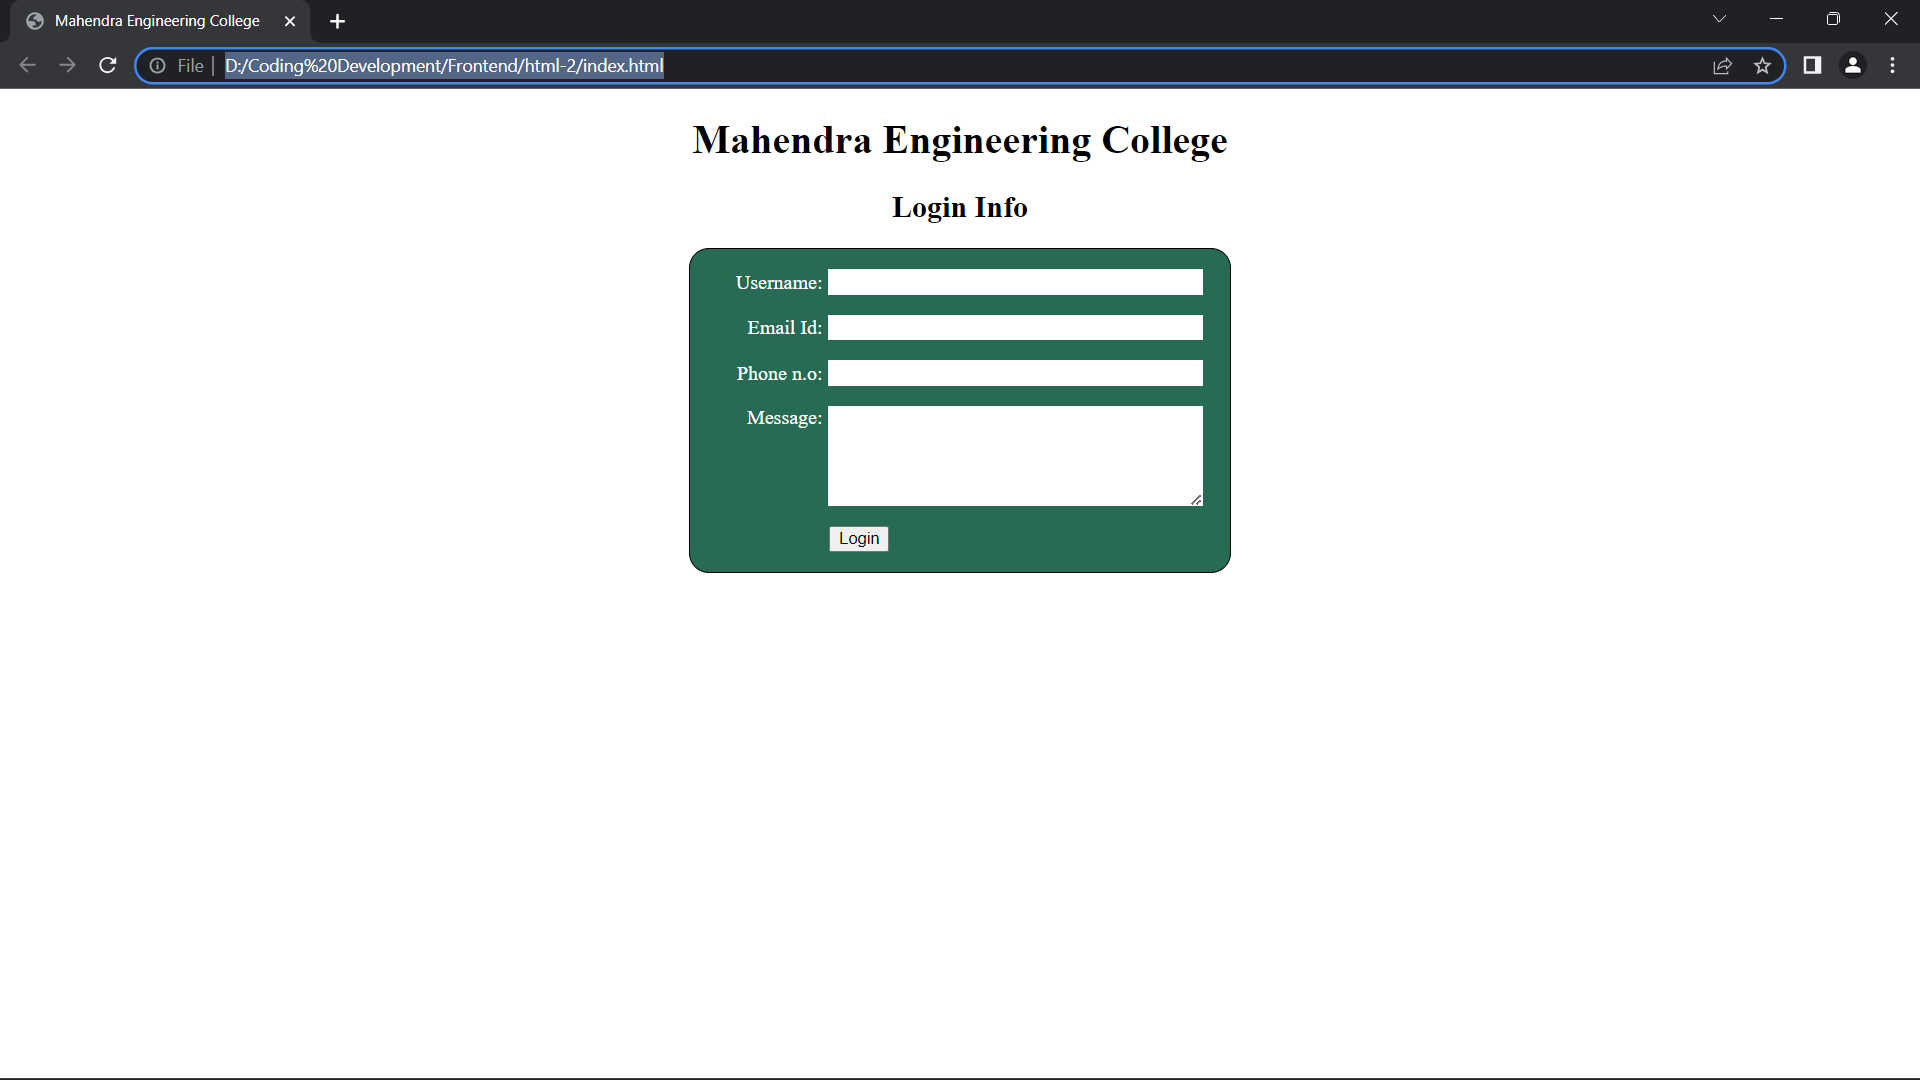 Mahendra Engineering College
File D:/Coding%20Development/Frontend/html-2/index.html
Mahendra Engineering College
Login Info
Username:
Email Id:
Phone n.o:
Message:
Login